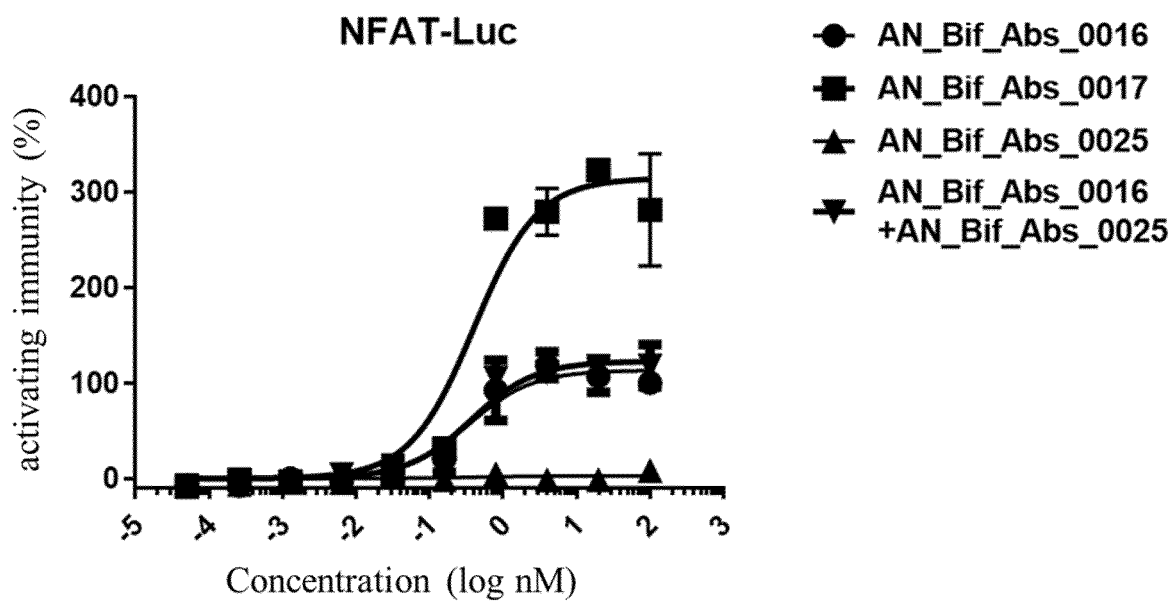 NFAT-Luc
activating immunity (%)
400
300
200
100
0
-5
-4
-3
-2
-1
0
1
2
3
Concentration (log nM)
AN_Bif_Abs_0016
AN_Bif_Abs_0017
AN_Bif_Abs_0025
AN_Bif_Abs_0016
+AN_Bif_Abs_0025